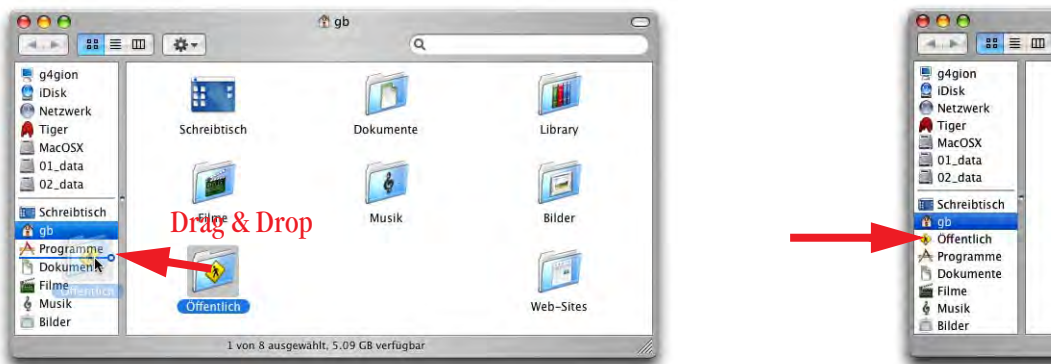 gb
g4gion
iDisk
Netzwerk
Tiger
MacOSX
01_data
02_data
Schreibtisch
gb
Programme
Dokumente
Filme
Musik
Bilder
Öffentlich
Schreibtisch
Dokumente
Library
Filme
Musik
Bilder
Drag & Drop
Öffentlich
Web-Sites
1 von 8 ausgewählt, 5.09 GB verfügbar
g4gion
iDisk
Netzwerk
Tiger
MacOSX
01_data
02_data
Schreibtisch
gb
Öffentlich
Programme
Dokumente
Filme
Musik
Bilder